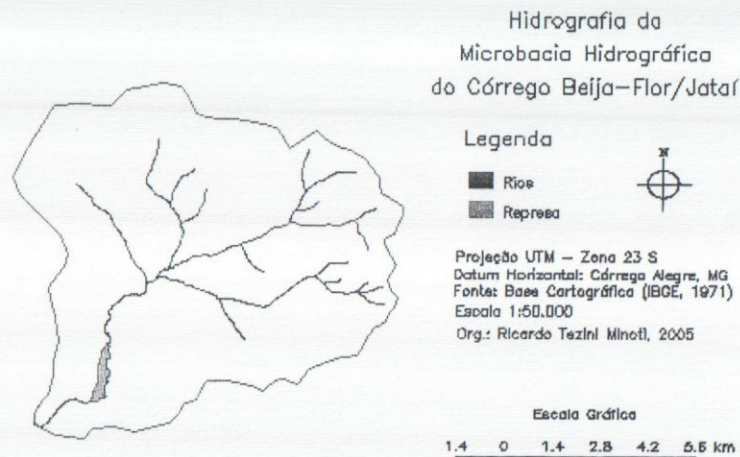 Hidrografia da
Microbacia Hidrográfica
do Córrego Beija-Flor/Jataí
Legenda
N
Rios
Represa
Projeção UTM – Zona 23 S
Datum Horizontal: Córrego Alegre, MG
Fonte: Base Cartográfica (IBGE, 1971)
Escala 1:50.000
Org.: Ricardo Tezini Minoti, 2005
Escala Gráfica
1.4 0 1.4 2.8 4.2 5.6 km